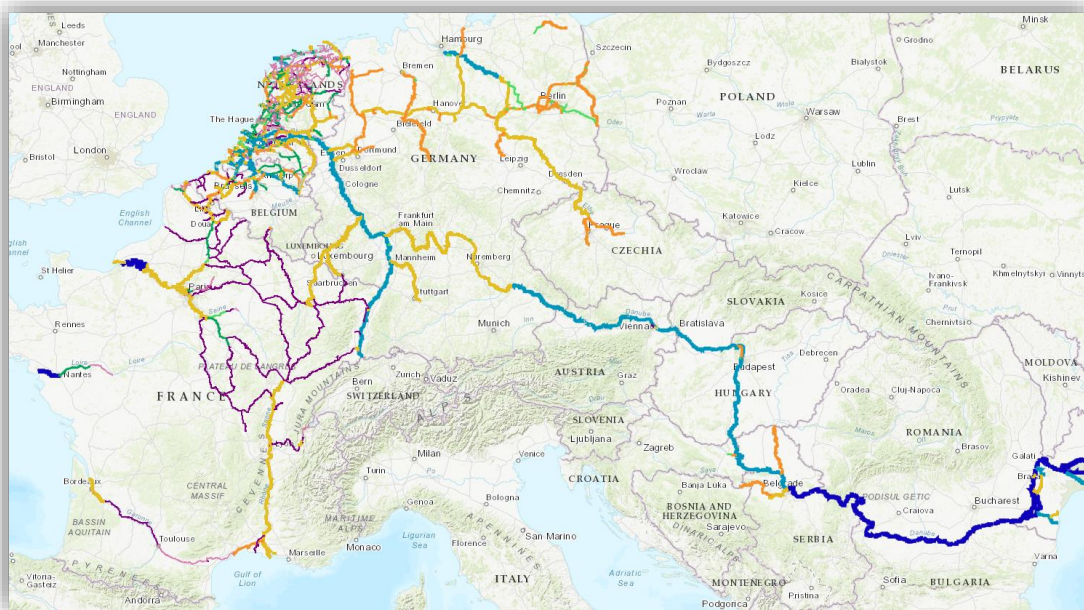 Leeds
Manchester
Nottingham
ENGLAND
Birmingham
ENGLAND
Bristol
London
Hamburg
Szczecin
Bremen
Berlin
The Hague
Bielefeld
Dortmund
Dusseldorf
Cologne
GERMANY
Leipzig
Dresden
Chemnitz
Minsk
Grodno
Bydgoszcz
Bialystok
BELARUS
Poznan
POLAND
Wisla
Warsaw
Brest
Lodz
Lublin
Wroclaw
Kielce
Lutsk
English
Channel
BELGIUM
Meuse
Frankfurt
am Main
Prague
Katowice
Cracow
Lviv
Ternopil
St Helier
Luxembourg
Mannheim
Nuremberg
CZECHIA
Ivano-
Frankivsk
Khmelnytskyi
Vinnyts
Paris
Saarbrucken
Stuttgart
SLOVAKIA
Kosice
CARPATHIAN MOUNTAINS
Chernivtsi
Rennes
Seine
Danube
Vienna
Bratislava
Munich
Inn
Budapest
Debrecen
MOLDOVA
Kishinev
Loire
Nantes
PLATEAU DE LANGRES
Zurich
Vaduz
AUSTRIA
Graz
HUNGARY
Oradea
Cluj-Napoca
Bern
SWITZERLAND
ALPS
FRANCE
JURA MOUNTAINS
SLOVENIA
Ljubljana
Zagreb
ROMANIA
Brasov
Galati
Milan
Venice
Turin
Po
CROATIA
Sava
Banja Luka
Belgrade
PODISUL GETIC
Bucharest
Craiova
Bordeaux
CENTRAL
MASSIF
CEVENNES
Genoa
Bologna
BOSNIA AND
HERZEGOVINA
Sarajevo
DINARIC ALPS
SERBIA
BASSIN
AQUITAIN
Toulouse
MARITIME
ALPS
Monaco
Ligurian
Sea
Florence
APENNINES
San Marino
Marseille
Varna
PYRENEES
Gulf of
Lion
Adriatic
Sea
Sofia
BULGARIA
Vitoria-
Gasteiz
Andorra
ITALY
MONTENEGRO
Pristina
Podgorica